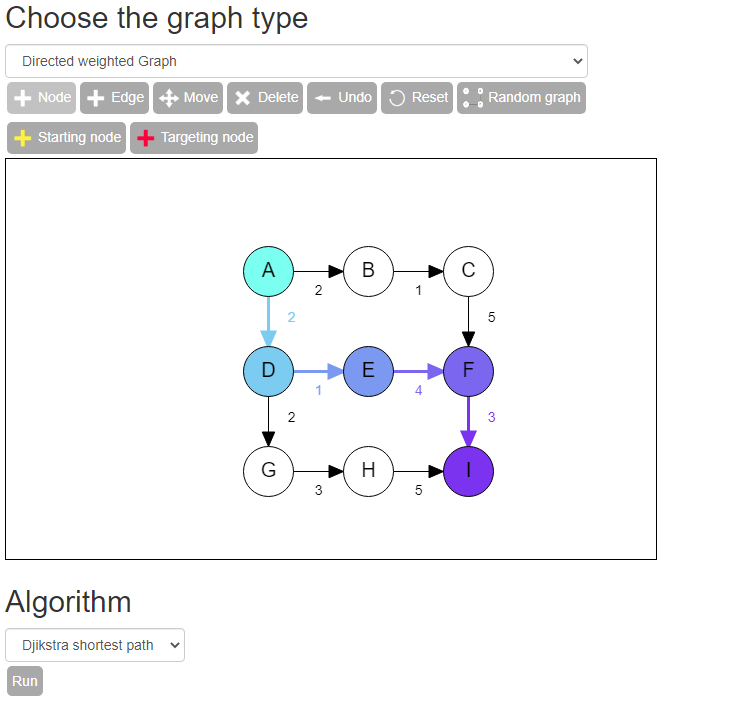 Choose the graph type
Directed weighted Graph
Node Edge Move Delete Undo Reset Random graph
Starting node Targeting node
A B C
2 1
2 5
D E F
1 4
2 3
G H I
3 5
Algorithm
Djikstra shortest path
Run